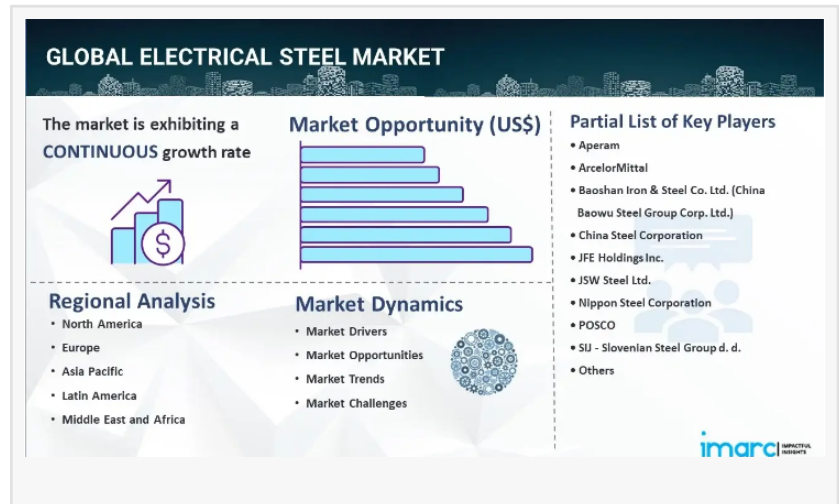 GLOBAL ELECTRICAL STEEL MARKET
The market is exhibiting a
CONTINUOUS growth rate
$
Market Opportunity (US$)
Regional Analysis
• North America
• Europe
• Asia Pacific
• Latin America
• Middle East and Africa
Market Dynamics
• Market Drivers
• Market Opportunities
• Market Trends
• Market Challenges
Partial List of Key Players
• Aperam
• ArcelorMittal
• Baoshan Iron & Steel Co. Ltd. (China
Baowu Steel Group Corp. Ltd.)
• China Steel Corporation
• JFE Holdings Inc.
• JSW Steel Ltd.
• Nippon Steel Corporation
• POSCO
• SIJ - Slovenian Steel Group d. d.
• Others
imarc
IMPACTFUL
INSIGHTS